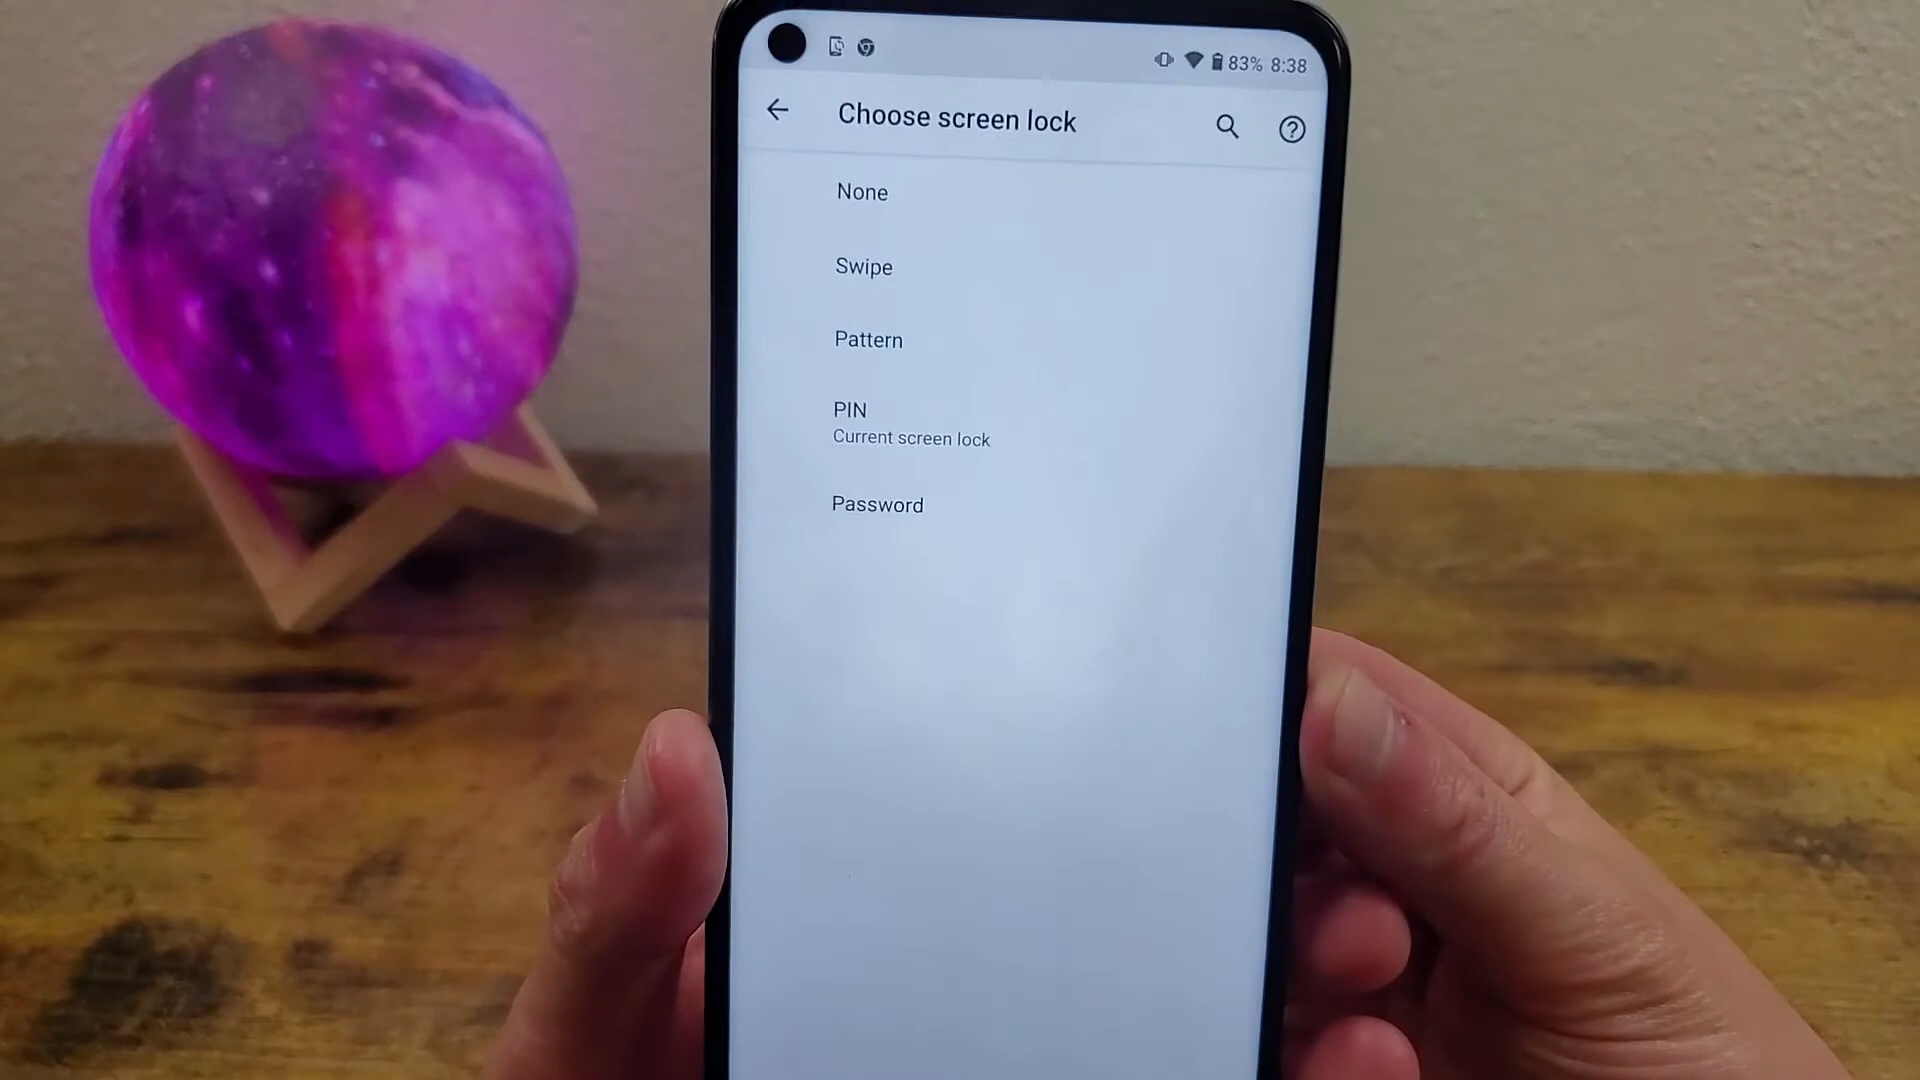 83% 8:38
Choose screen lock
None
Swipe
Pattern
PIN
Current screen lock
Password